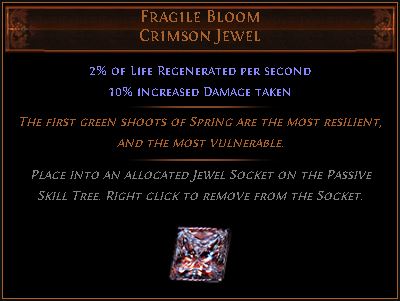 Fragile Bloom
Crimson Jewel
2% of Life Regenerated per second
10% increased Damage taken
The first green shoots of Spring are the most resilient,
and the most vulnerable.
Place into an allocated Jewel Socket on the Passive
Skill Tree. Right click to remove from the Socket.